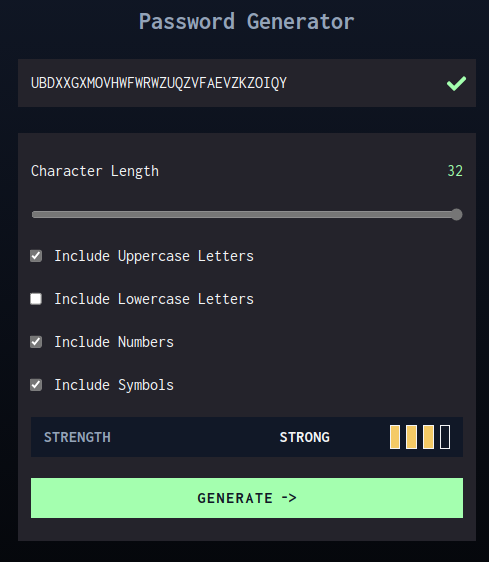 Password Generator
UBDXXGXMOVHWFWRWZUQZVFAEVZKZOIQY
Character Length 32
Include Uppercase Letters
Include Lowercase Letters
Include Numbers
Include Symbols
STRENGTH STRONG
GENERATE ->